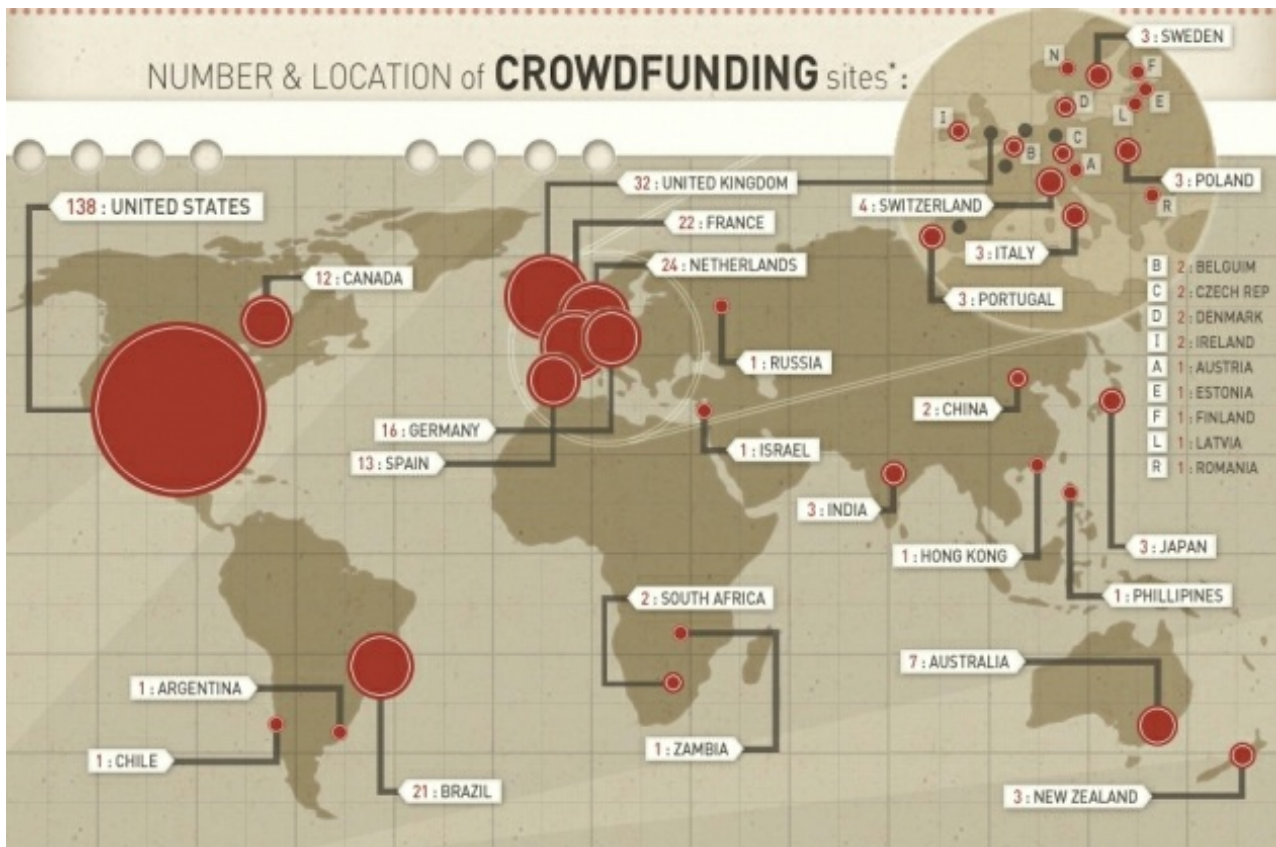 NUMBER & LOCATION of CROWDFUNDING sites*:
3 : SWEDEN
N
F
E
D
L
I
C
B
A
3 : POLAND
R
32 : UNITED KINGDOM
4 : SWITZERLAND
138 : UNITED STATES
22 : FRANCE
3 : ITALY
12 : CANADA
24 : NETHERLANDS
3 : PORTUGAL
B 2 : BELGUIM
C 2 : CZECH REP
D 2 : DENMARK
I 2 : IRELAND
A 1 : AUSTRIA
E 1 : ESTONIA
F 1 : FINLAND
L 1 : LATVIA
R 1 : ROMANIA
1 : RUSSIA
2 : CHINA
16 : GERMANY
13 : SPAIN
1 : ISRAEL
3 : INDIA
1 : HONG KONG
3 : JAPAN
1 : PHILLIPINES
2 : SOUTH AFRICA
7 : AUSTRALIA
1 : ARGENTINA
1 : ZAMBIA
1 : CHILE
21 : BRAZIL
3 : NEW ZEALAND